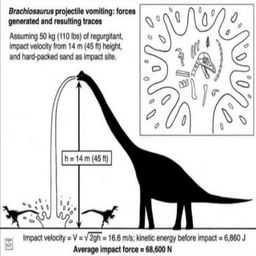 Brachiosaurus projectile vomiting: forces
generated and resulting traces
Assuming 50 kg (110 lbs) of regurgitant,
impact velocity from 14 m (45 ft) height,
and hard-packed sand as impact site.
h = 14 m (45 ft)
Impact velocity = V = √2gh = 16.6 m/s; kinetic energy before impact = 6,860 J
Average impact force = 68,600 N